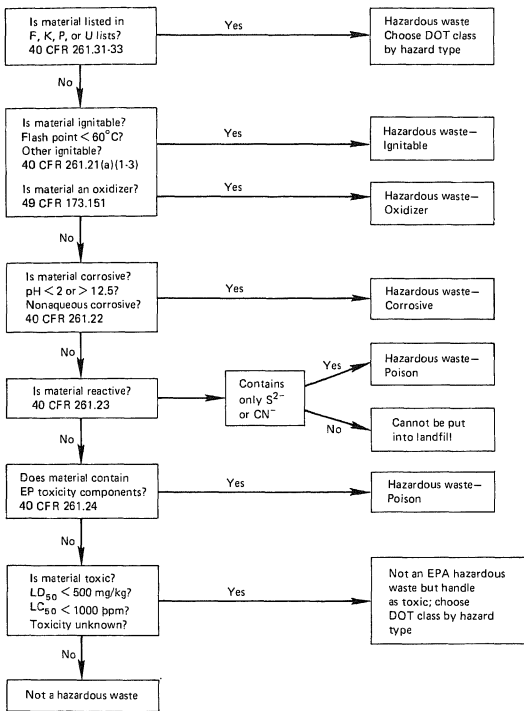 Is material listed in
F, K, P, or U lists?
40 CFR 261.31-33
Yes
Hazardous waste
Choose DOT class
by hazard type
No
Is material ignitable?
Flash point < 60°C?
Other ignitable?
40 CFR 261.21(a)(1-3)
Yes
Hazardous waste—
Ignitable
Is material an oxidizer?
49 CFR 173.151
Yes
Hazardous waste—
Oxidizer
No
Is material corrosive?
pH < 2 or > 12.5?
Nonaqueous corrosive?
40 CFR 261.22
Yes
Hazardous waste—
Corrosive
No
Is material reactive?
40 CFR 261.23
Contains
only S²⁻
or CN⁻
Yes
Hazardous waste—
Poison
No
Cannot be put
into landfill
No
Does material contain
EP toxicity components?
40 CFR 261.24
Yes
Hazardous waste—
Poison
No
Is material toxic?
LD₅₀ < 500 mg/kg?
LC₅₀ < 1000 ppm?
Toxicity unknown?
Yes
Not an EPA hazardous
waste but handle
as toxic; choose
DOT class by hazard
type
No
Not a hazardous waste